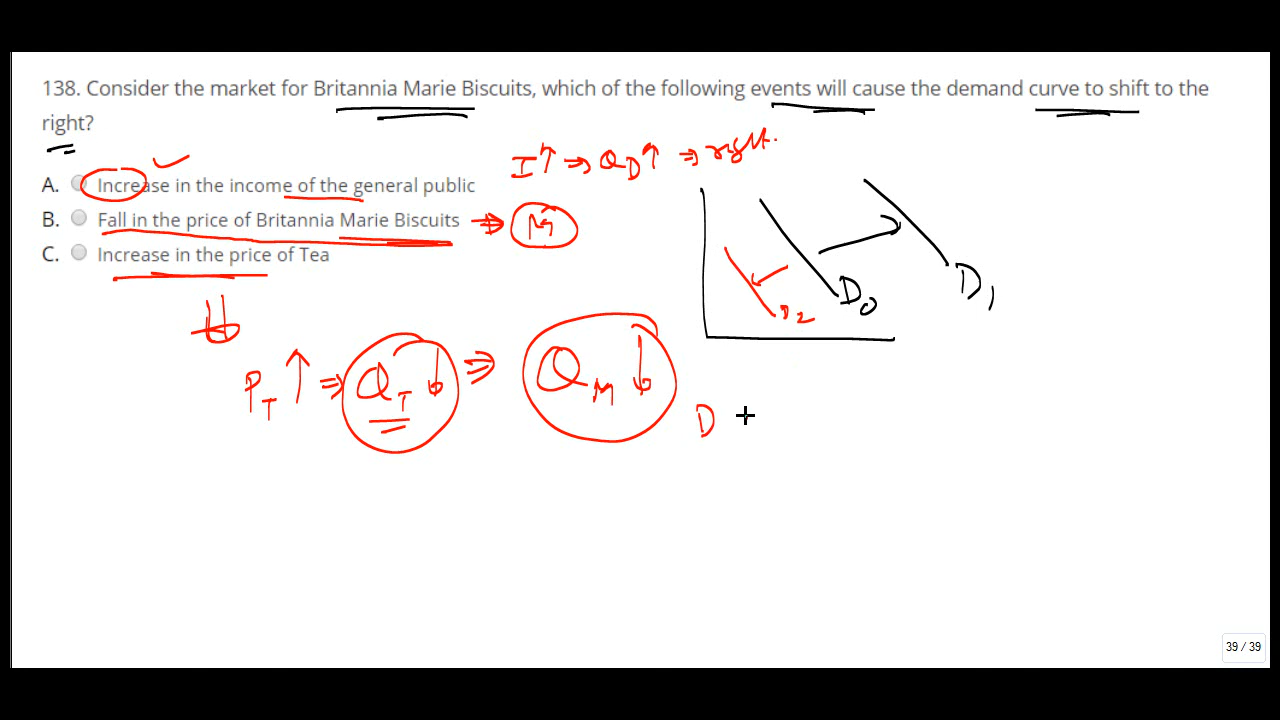 138. Consider the market for Britannia Marie Biscuits, which of the following events will cause the demand curve to shift to the
right?
I↑ ⇒ QD↑ ⇒ right.
A. Increase in the income of the general public
B. Fall in the price of Britannia Marie Biscuits → M
C. Increase in the price of Tea
D0
D1
D2
PT ↑ ⇒ QT ↓ ⇒ QM ↓
D
39 / 39